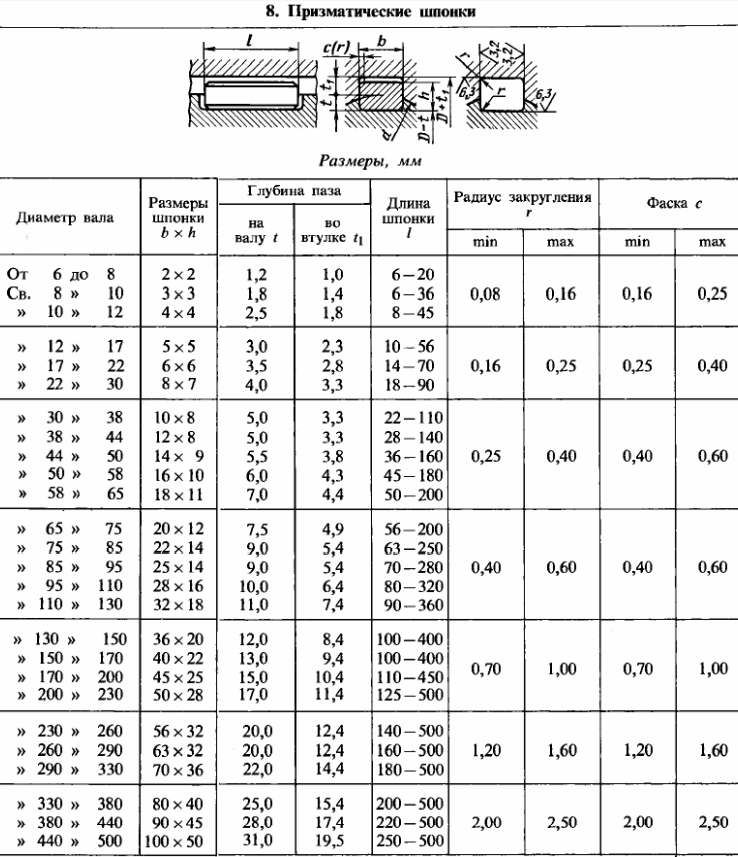 8. Призматические шпонки
l c(r) b
t t₁ h D-t D+t₁ d r r 3,2 3,2 6,3 6,3
Размеры, мм
Диаметр вала Размеры шпонки b × h Глубина паза Длина шпонки l Радиус закругления r Фаска c
на валу t во втулке t₁ min max min max
От 6 до 8 2×2 1,2 1,0 6—20
Св. 8 » 10 3×3 1,8 1,4 6—36 0,08 0,16 0,16 0,25
» 10 » 12 4×4 2,5 1,8 8—45
» 12 » 17 5×5 3,0 2,3 10—56
» 17 » 22 6×6 3,5 2,8 14—70 0,16 0,25 0,25 0,40
» 22 » 30 8×7 4,0 3,3 18—90
» 30 » 38 10×8 5,0 3,3 22—110
» 38 » 44 12×8 5,0 3,3 28—140
» 44 » 50 14× 9 5,5 3,8 36—160 0,25 0,40 0,40 0,60
» 50 » 58 16×10 6,0 4,3 45—180
» 58 » 65 18×11 7,0 4,4 50—200
» 65 » 75 20×12 7,5 4,9 56—200
» 75 » 85 22×14 9,0 5,4 63—250
» 85 » 95 25×14 9,0 5,4 70—280 0,40 0,60 0,40 0,60
» 95 » 110 28×16 10,0 6,4 80—320
» 110 » 130 32×18 11,0 7,4 90—360
» 130 » 150 36×20 12,0 8,4 100—400
» 150 » 170 40×22 13,0 9,4 100—400 0,70 1,00 0,70 1,00
» 170 » 200 45×25 15,0 10,4 110—450
» 200 » 230 50×28 17,0 11,4 125—500
» 230 » 260 56×32 20,0 12,4 140—500
» 260 » 290 63×32 20,0 12,4 160—500 1,20 1,60 1,20 1,60
» 290 » 330 70×36 22,0 14,4 180—500
» 330 » 380 80×40 25,0 15,4 200—500
» 380 » 440 90×45 28,0 17,4 220—500 2,00 2,50 2,00 2,50
» 440 » 500 100×50 31,0 19,5 250—500